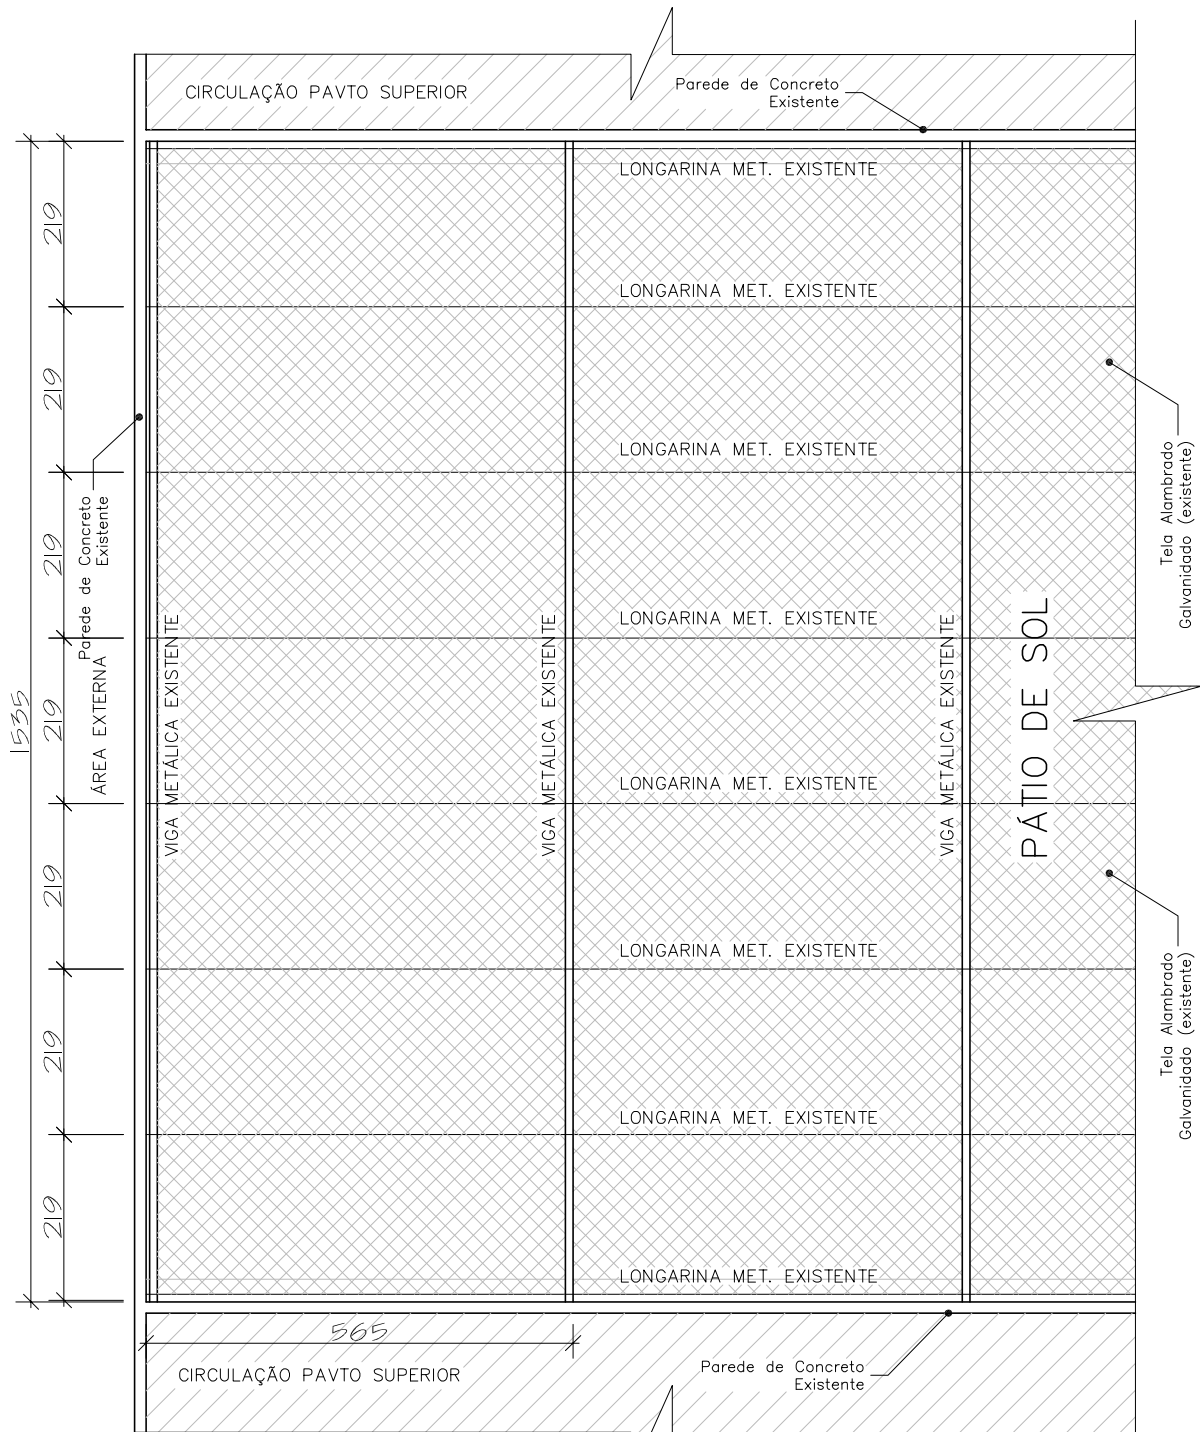 CIRCULAÇÃO PAVTO SUPERIOR
Parede de Concreto
Existente
LONGARINA MET. EXISTENTE
219
LONGARINA MET. EXISTENTE
219
LONGARINA MET. EXISTENTE
219
LONGARINA MET. EXISTENTE
219
LONGARINA MET. EXISTENTE
219
LONGARINA MET. EXISTENTE
219
LONGARINA MET. EXISTENTE
219
LONGARINA MET. EXISTENTE
1535
Parede de Concreto
Existente
ÁREA EXTERNA
VIGA METÁLICA EXISTENTE
VIGA METÁLICA EXISTENTE
VIGA METÁLICA EXISTENTE
PÁTIO DE SOL
Tela Alambrado
Galvanidado (existente)
Tela Alambrado
Galvanidado (existente)
565
CIRCULAÇÃO PAVTO SUPERIOR
Parede de Concreto
Existente